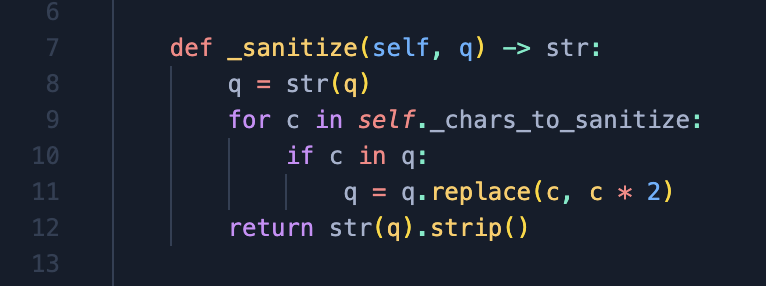 6
7 def _sanitize(self, q) -> str:
8 q = str(q)
9 for c in self._chars_to_sanitize:
10 if c in q:
11 q = q.replace(c, c * 2)
12 return str(q).strip()
13